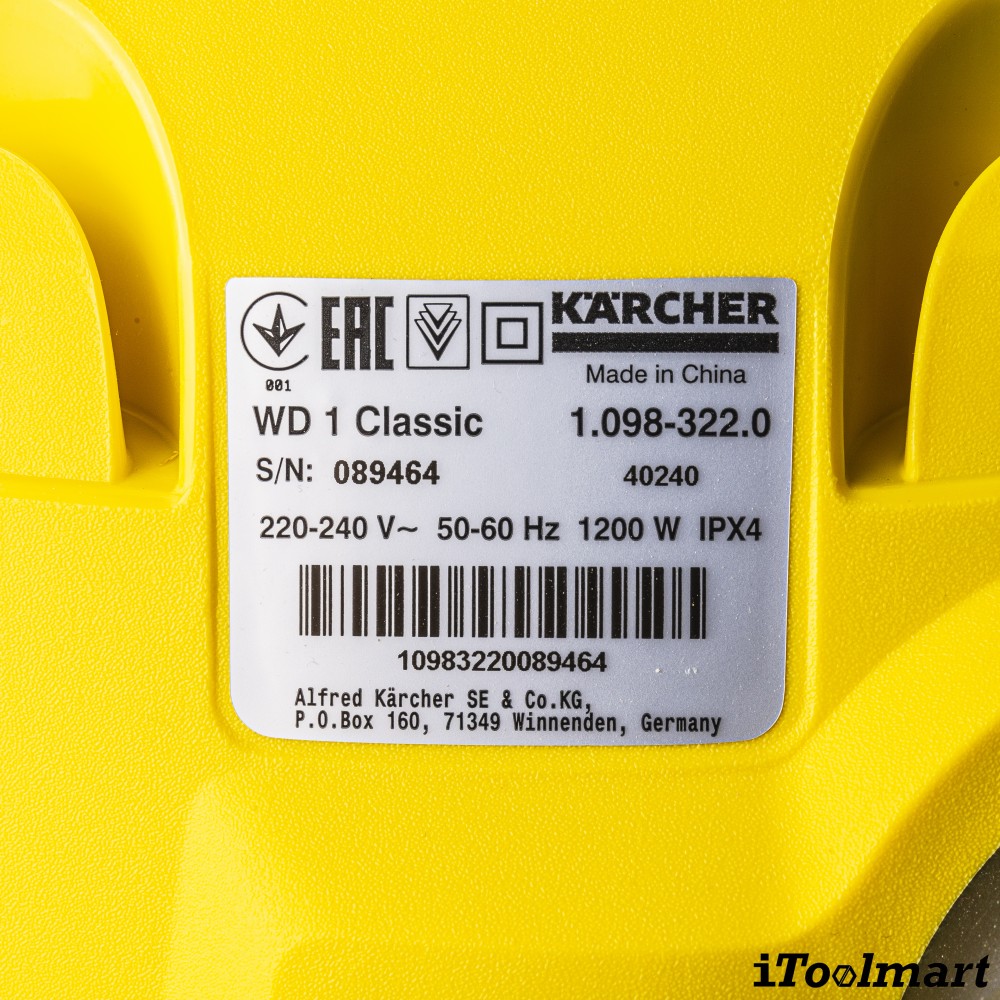 EAC
KÄRCHER
001
Made in China
WD 1 Classic 1.098-322.0
S/N: 089464 40240
220-240 V~ 50-60 Hz 1200 W IPX4
10983220089464
Alfred Kärcher SE & Co.KG,
P.O.Box 160, 71349 Winnenden, Germany
iToolmart